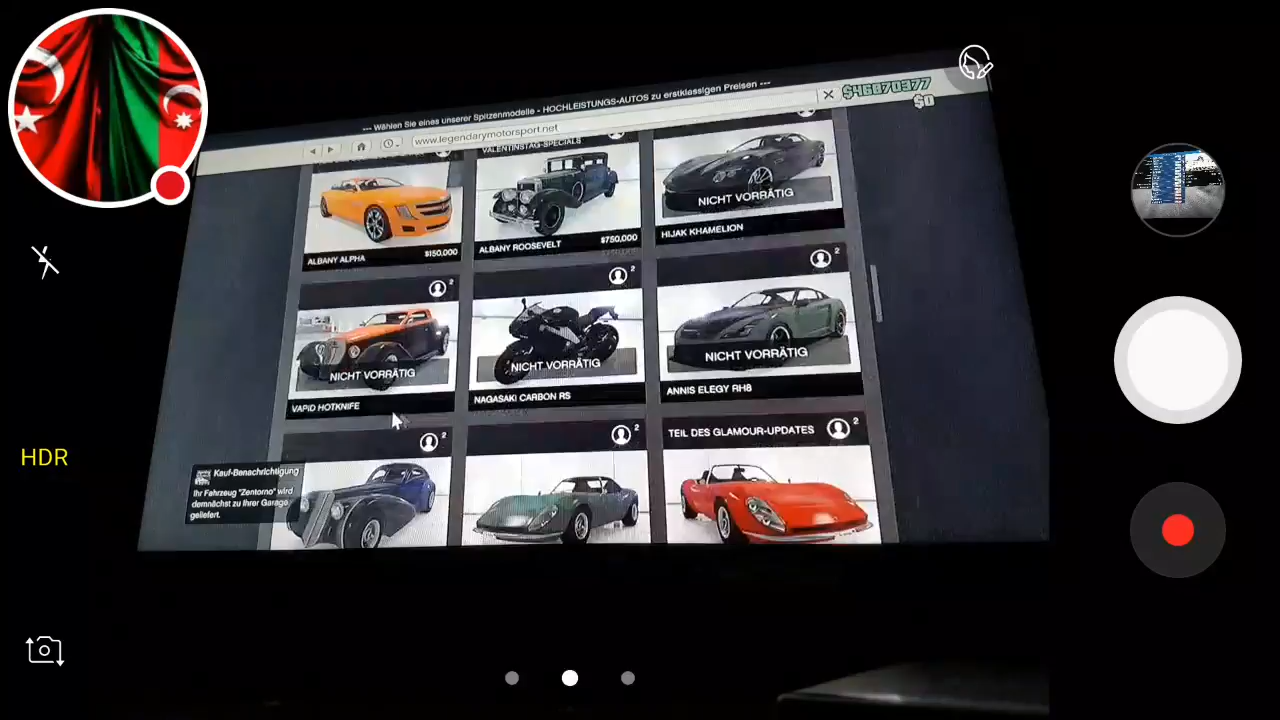 --- Wählen Sie eines unserer Spitzenmodelle - HOCHLEISTUNGS-AUTOS zu erstklassigen Preisen ---
www.legendarymotorsport.net
$46870377
$0
VALENTINSTAG-SPECIALS
NICHT VORRÄTIG
ALBANY ALPHA $150,000
ALBANY ROOSEVELT $750,000
HIJAK KHAMELION
2
2
2
NICHT VORRÄTIG
NICHT VORRÄTIG
NICHT VORRÄTIG
VAPID HOTKNIFE
NAGASAKI CARBON RS
ANNIS ELEGY RH8
2
2
TEIL DES GLAMOUR-UPDATES 2
Kauf-Benachrichtigung
Ihr Fahrzeug "Zentorno" wird
demnächst zu Ihrer Garage
geliefert.
HDR